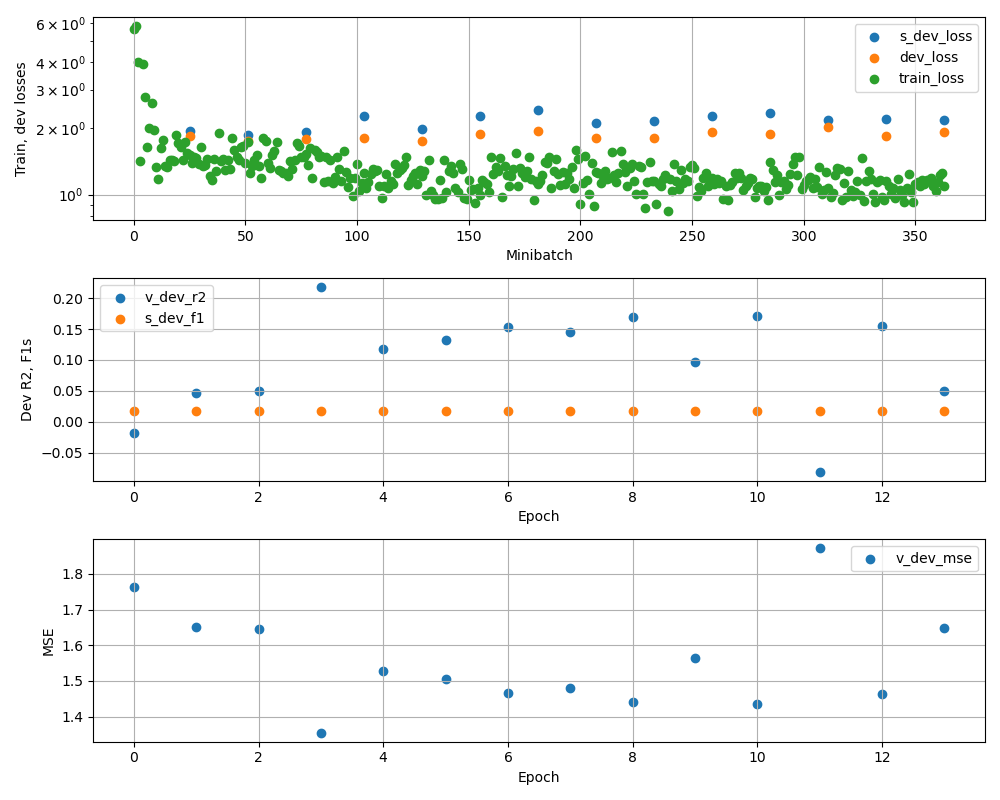 6 × 10⁰
4 × 10⁰
3 × 10⁰
2 × 10⁰
10⁰
Train, dev losses
s_dev_loss
dev_loss
train_loss
0 50 100 150 200 250 300 350
Minibatch
0.20
0.15
0.10
0.05
0.00
−0.05
Dev R2, F1s
v_dev_r2
s_dev_f1
0 2 4 6 8 10 12
Epoch
1.8
1.7
1.6
1.5
1.4
MSE
v_dev_mse
0 2 4 6 8 10 12
Epoch